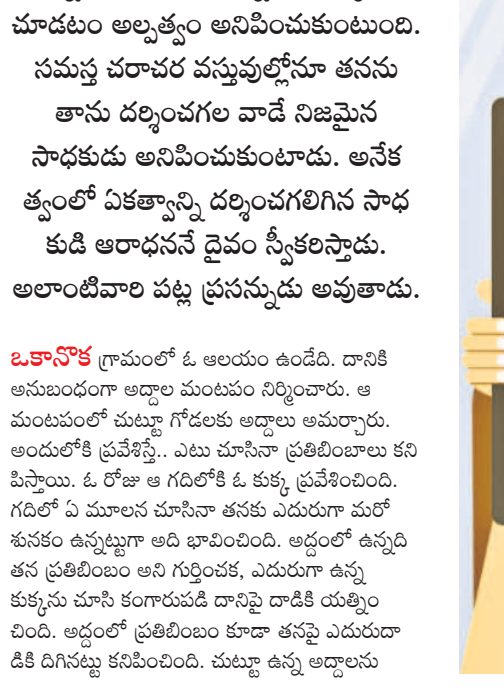 చూడటం అల్పత్వం అనిపించుకుంటుంది.
సమస్త చరాచర వస్తువుల్లోనూ తనను
తాను దర్శించగల వాడే నిజమైన
సాధకుడు అనిపించుకుంటాడు. అనేక
త్వంలో ఏకత్వాన్ని దర్శించగలిగిన సాధ
కుడి ఆరాధననే దైవం స్వీకరిస్తాడు.
అలాంటివారి పట్ల ప్రసన్నుడు అవుతాడు.
ఒకానొక గ్రామంలో ఓ ఆలయం ఉండేది. దానికి
అనుబంధంగా అద్దాల మంటపం నిర్మించారు. ఆ
మంటపంలో చుట్టూ గోడలకు అద్దాలు అమర్చారు.
అందులోకి ప్రవేశిస్తే.. ఎటు చూసినా ప్రతిబింబాలు కని
పిస్తాయి. ఓ రోజు ఆ గదిలోకి ఓ కుక్క ప్రవేశించింది.
గదిలో ఏ మూలన చూసినా తనకు ఎదురుగా మరో
శునకం ఉన్నట్టుగా అది భావించింది. అద్దంలో ఉన్నది
తన ప్రతిబింబం అని గుర్తించక, ఎదురుగా ఉన్న
కుక్కను చూసి కంగారుపడి దానిపై దాడికి యత్నిం
చింది. అద్దంలో ప్రతిబింబం కూడా తనపై ఎదురుదా
డికి దిగినట్టు కనిపించింది. చుట్టూ ఉన్న అద్దాలను